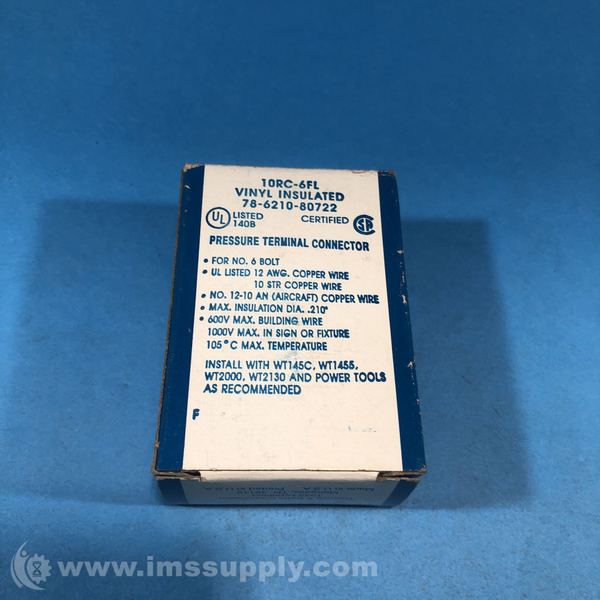 10RC-6FL
VINYL INSULATED
78-6210-80722
UL LISTED 140B CERTIFIED SP
PRESSURE TERMINAL CONNECTOR
• FOR NO. 6 BOLT
• UL LISTED 12 AWG. COPPER WIRE
10 STR COPPER WIRE
• NO. 12-10 AN (AIRCRAFT) COPPER WIRE
• MAX. INSULATION DIA. .210"
• 600V MAX. BUILDING WIRE
1000V MAX. IN SIGN OR FIXTURE
105°C MAX. TEMPERATURE
INSTALL WITH WT145C, WT1455,
WT2000, WT2130 AND POWER TOOLS
AS RECOMMENDED
F
Made in U.S.A.
www.imssupply.com